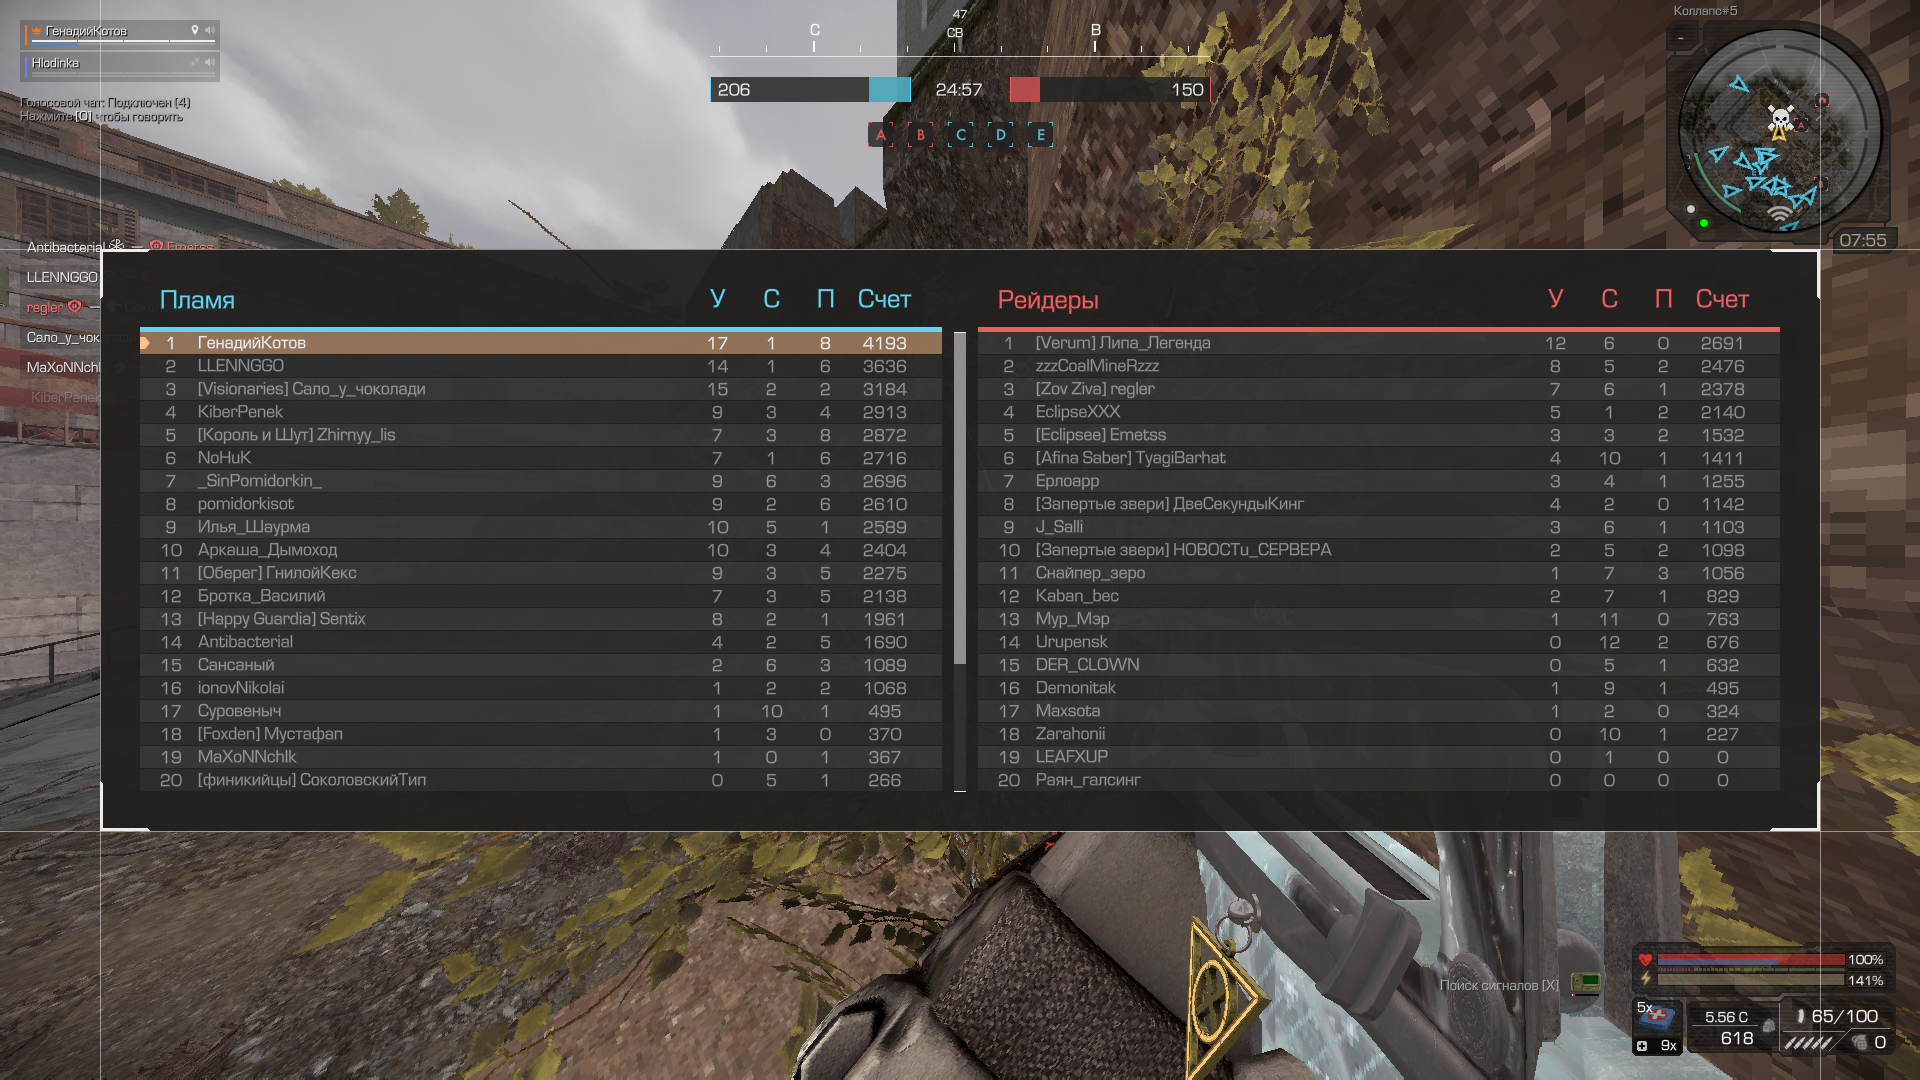 ГенадийКотов
Hlodinka
Голосовой чат: Подключен (4)
Нажмите [O] чтобы говорить
С
47
СВ
В
206
24:57
150
A B C D E
Коллапс#5
07:55
Antibacterial Emetss
LLENNGGO
regler
Сало_у_чок
MaXoNNchl
KiberPenek
Пламя У С П Счет
1 ГенадийКотов 17 1 8 4193
2 LLENNGGO 14 1 6 3636
3 [Visionaries] Сало_у_чоколади 15 2 2 3184
4 KiberPenek 9 3 4 2913
5 [Король и Шут] Zhirnyy_lis 7 3 8 2872
6 NoHuK 7 1 6 2716
7 _SinPomidorkin_ 9 6 3 2696
8 pomidorkisot 9 2 6 2610
9 Илья_Шаурма 10 5 1 2589
10 Аркаша_Дымоход 10 3 4 2404
11 [Оберег] ГнилойКекс 9 3 5 2275
12 Бротка_Василий 7 3 5 2138
13 [Happy Guardia] Sentix 8 2 1 1961
14 Antibacterial 4 2 5 1690
15 Сансаный 2 6 3 1089
16 ionovNikolai 1 2 2 1068
17 Суровеныч 1 10 1 495
18 [Foxden] Мустафап 1 3 0 370
19 MaXoNNchIk 1 0 1 367
20 [финикийцы] СоколовскийТип 0 5 1 266
Рейдеры У С П Счет
1 [Verum] Липа_Легенда 12 6 0 2691
2 zzzCoalMineRzzz 8 5 2 2476
3 [Zov Ziva] regler 7 6 1 2378
4 EclipseXXX 5 1 2 2140
5 [Eclipsee] Emetss 3 3 2 1532
6 [Afina Saber] TyagiBarhat 4 10 1 1411
7 Ерлоарр 3 4 1 1255
8 [Запертые звери] ДвеСекундыКинг 4 2 0 1142
9 J_Salli 3 6 1 1103
10 [Запертые звери] НОВОСТи_СЕРВЕРА 2 5 2 1098
11 Снайпер_зеро 1 7 3 1056
12 Kaban_bec 2 7 1 829
13 Мур_Мэр 1 11 0 763
14 Urupensk 0 12 2 676
15 DER_CLOWN 0 5 1 632
16 Demonitak 1 9 1 495
17 Maxsota 1 2 0 324
18 Zarahonii 0 10 1 227
19 LEAFXUP 0 1 0 0
20 Раян_галсинг 0 0 0 0
100%
141%
Поиск сигналов [X]
5x
9x
5.56 C
618
65/100
0